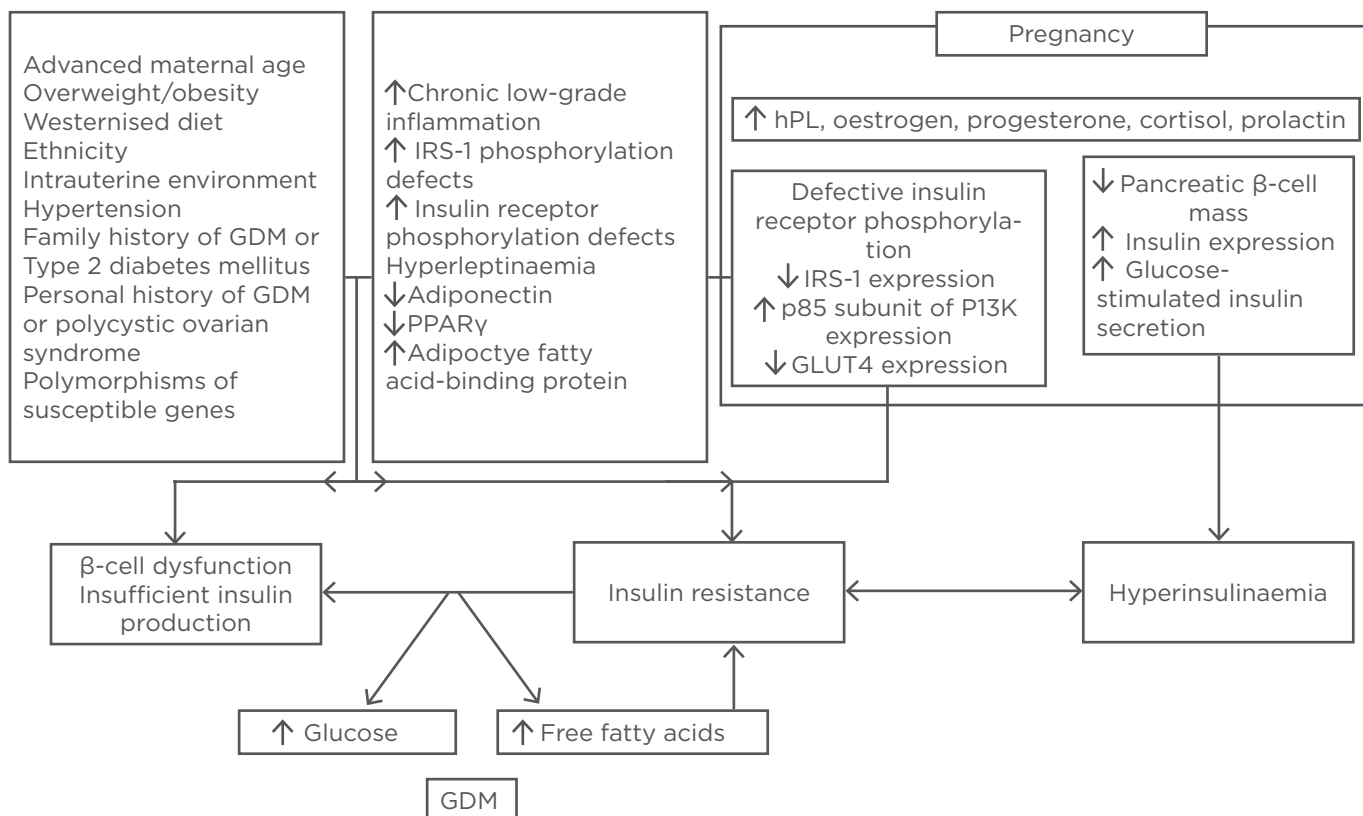 Advanced maternal age
Overweight/obesity
Westernised diet
Ethnicity
Intrauterine environment
Hypertension
Family history of GDM or
Type 2 diabetes mellitus
Personal history of GDM
or polycystic ovarian
syndrome
Polymorphisms of
susceptible genes
↑Chronic low-grade
inflammation
↑ IRS-1 phosphorylation
defects
↑ Insulin receptor
phosphorylation defects
Hyperleptinaemia
↓Adiponectin
↓PPARγ
↑Adipoctye fatty
acid-binding protein
Pregnancy
↑ hPL, oestrogen, progesterone, cortisol, prolactin
Defective insulin
receptor phosphoryla-
tion
↓ IRS-1 expression
↑ p85 subunit of P13K
expression
↓ GLUT4 expression
↓ Pancreatic β-cell
mass
↑ Insulin expression
↑ Glucose-
stimulated insulin
secretion
β-cell dysfunction
Insufficient insulin
production
Insulin resistance
Hyperinsulinaemia
↑ Glucose
↑ Free fatty acids
GDM